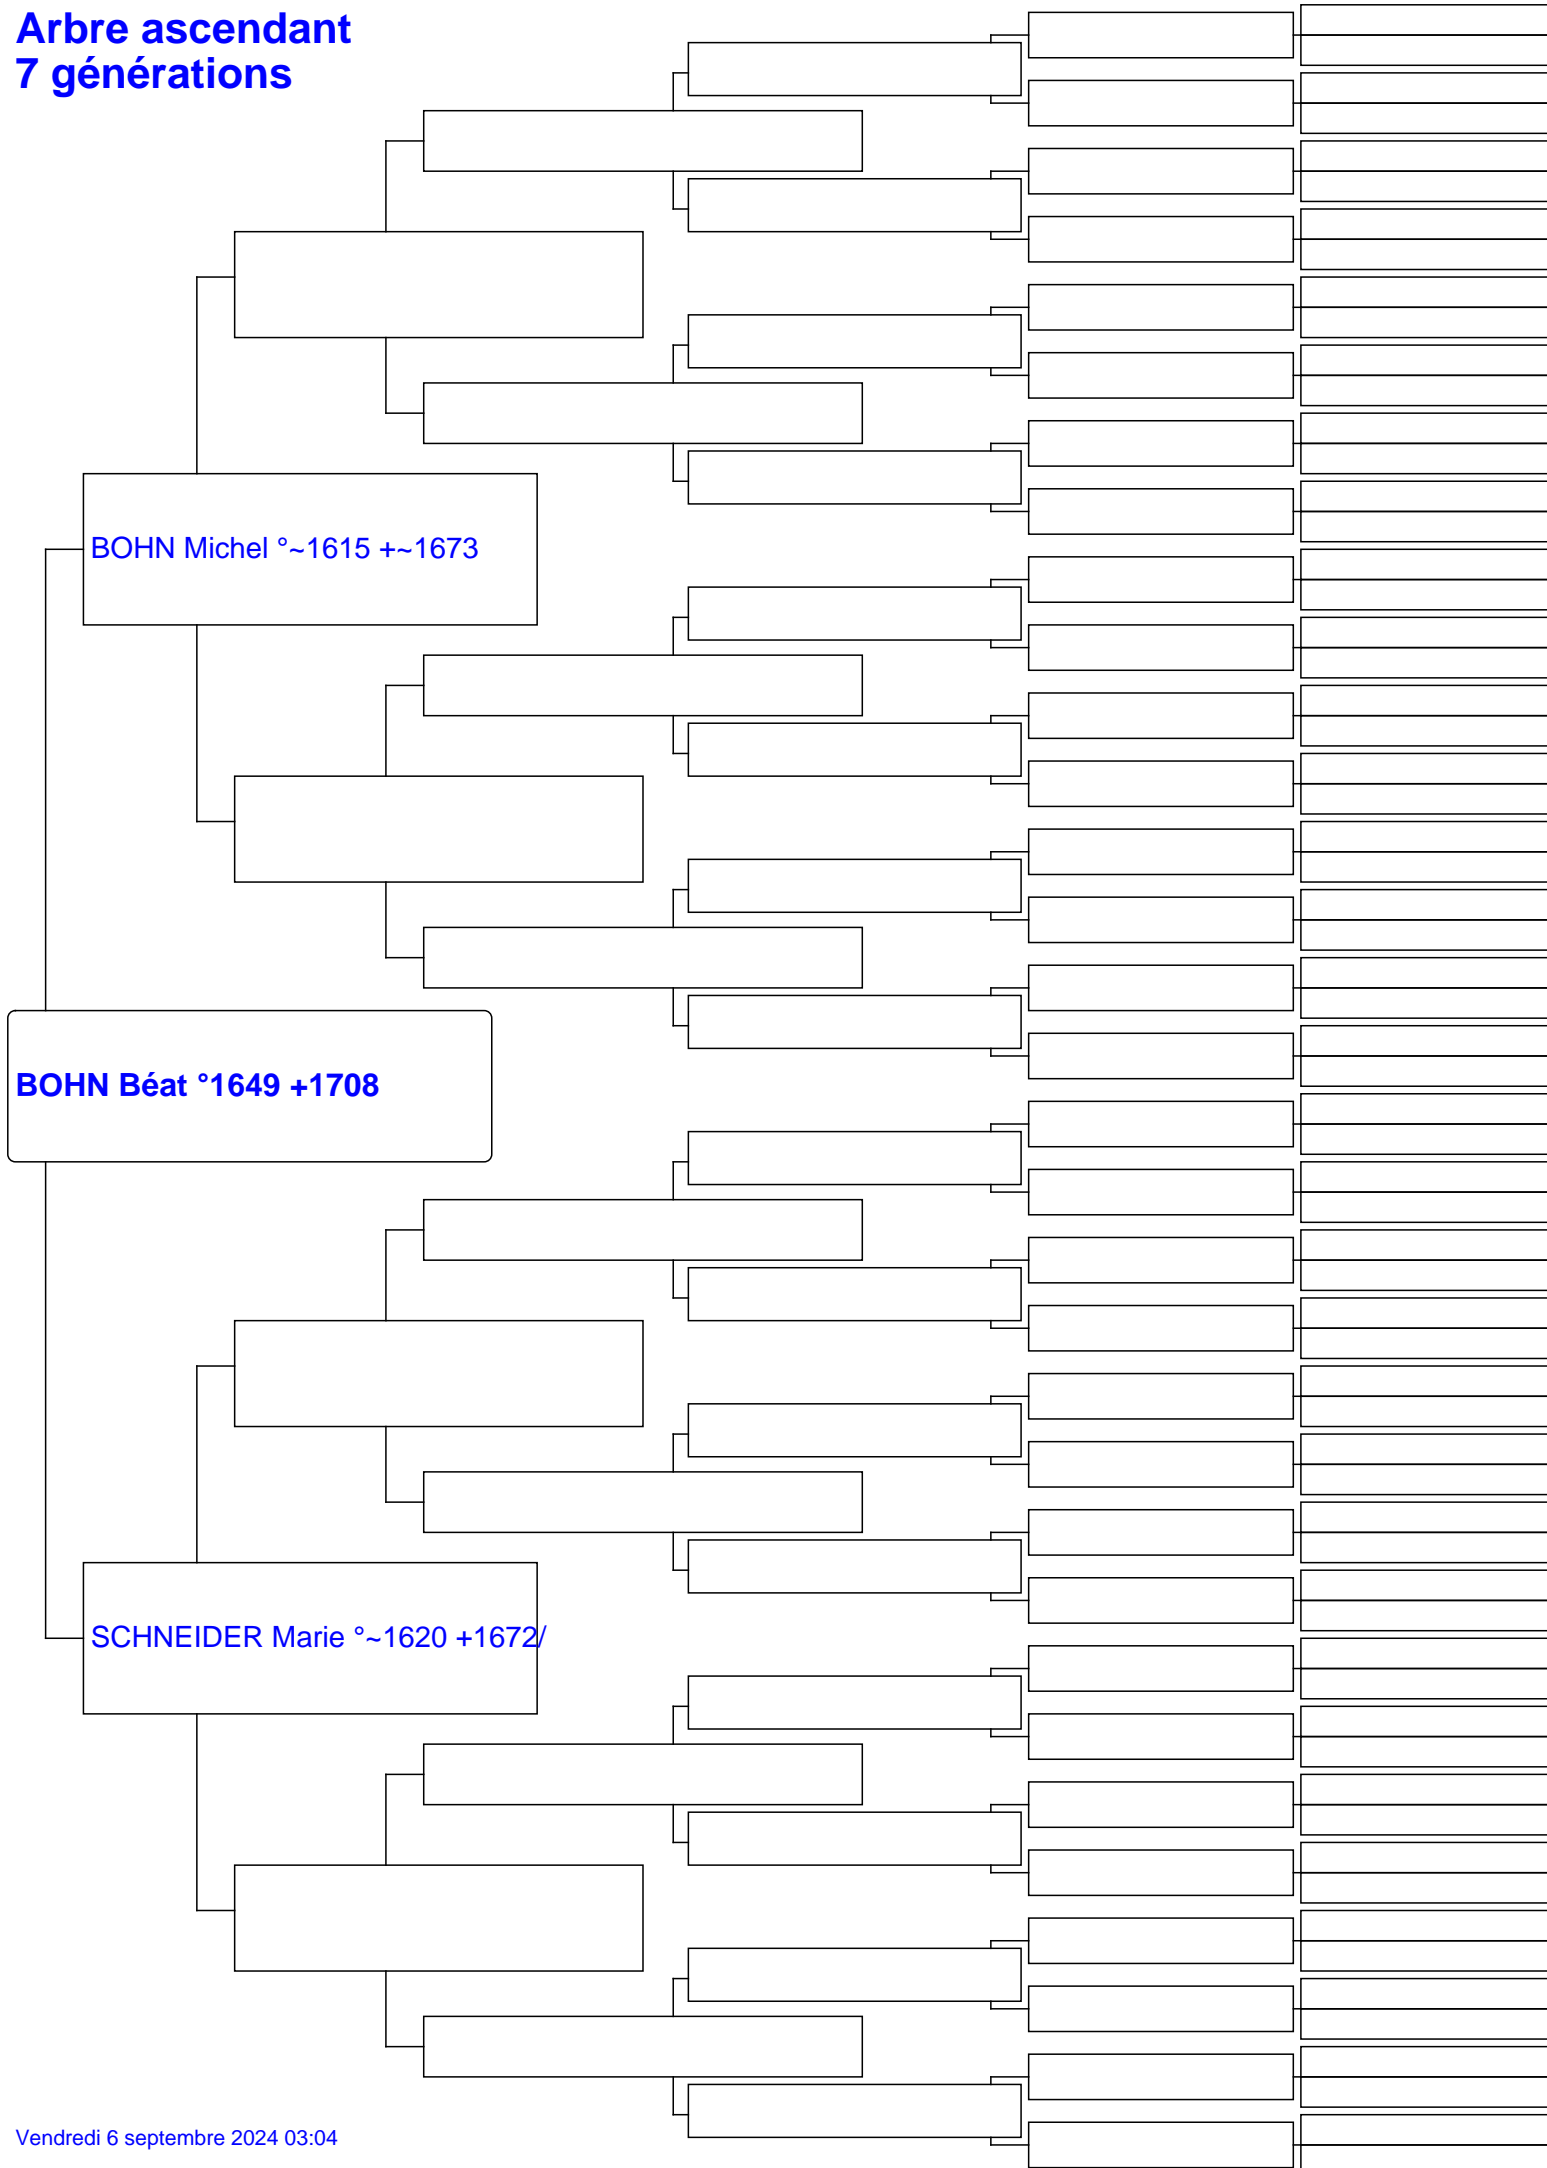 Arbre ascendant
7 générations
BOHN Michel °~1615 +~1673
BOHN Béat °1649 +1708
SCHNEIDER Marie °~1620 +1672/
Vendredi 6 septembre 2024 03:04